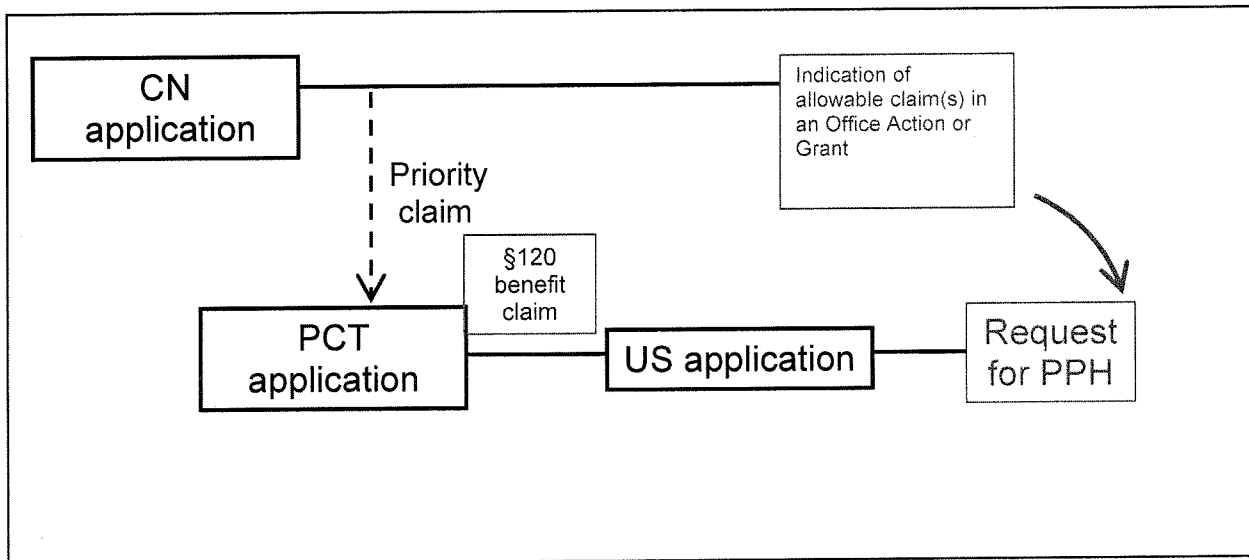 CN
application
Indication of
allowable claim(s) in
an Office Action or
Grant
Priority
claim
§120
benefit
claim
PCT
application
US application
Request
for PPH